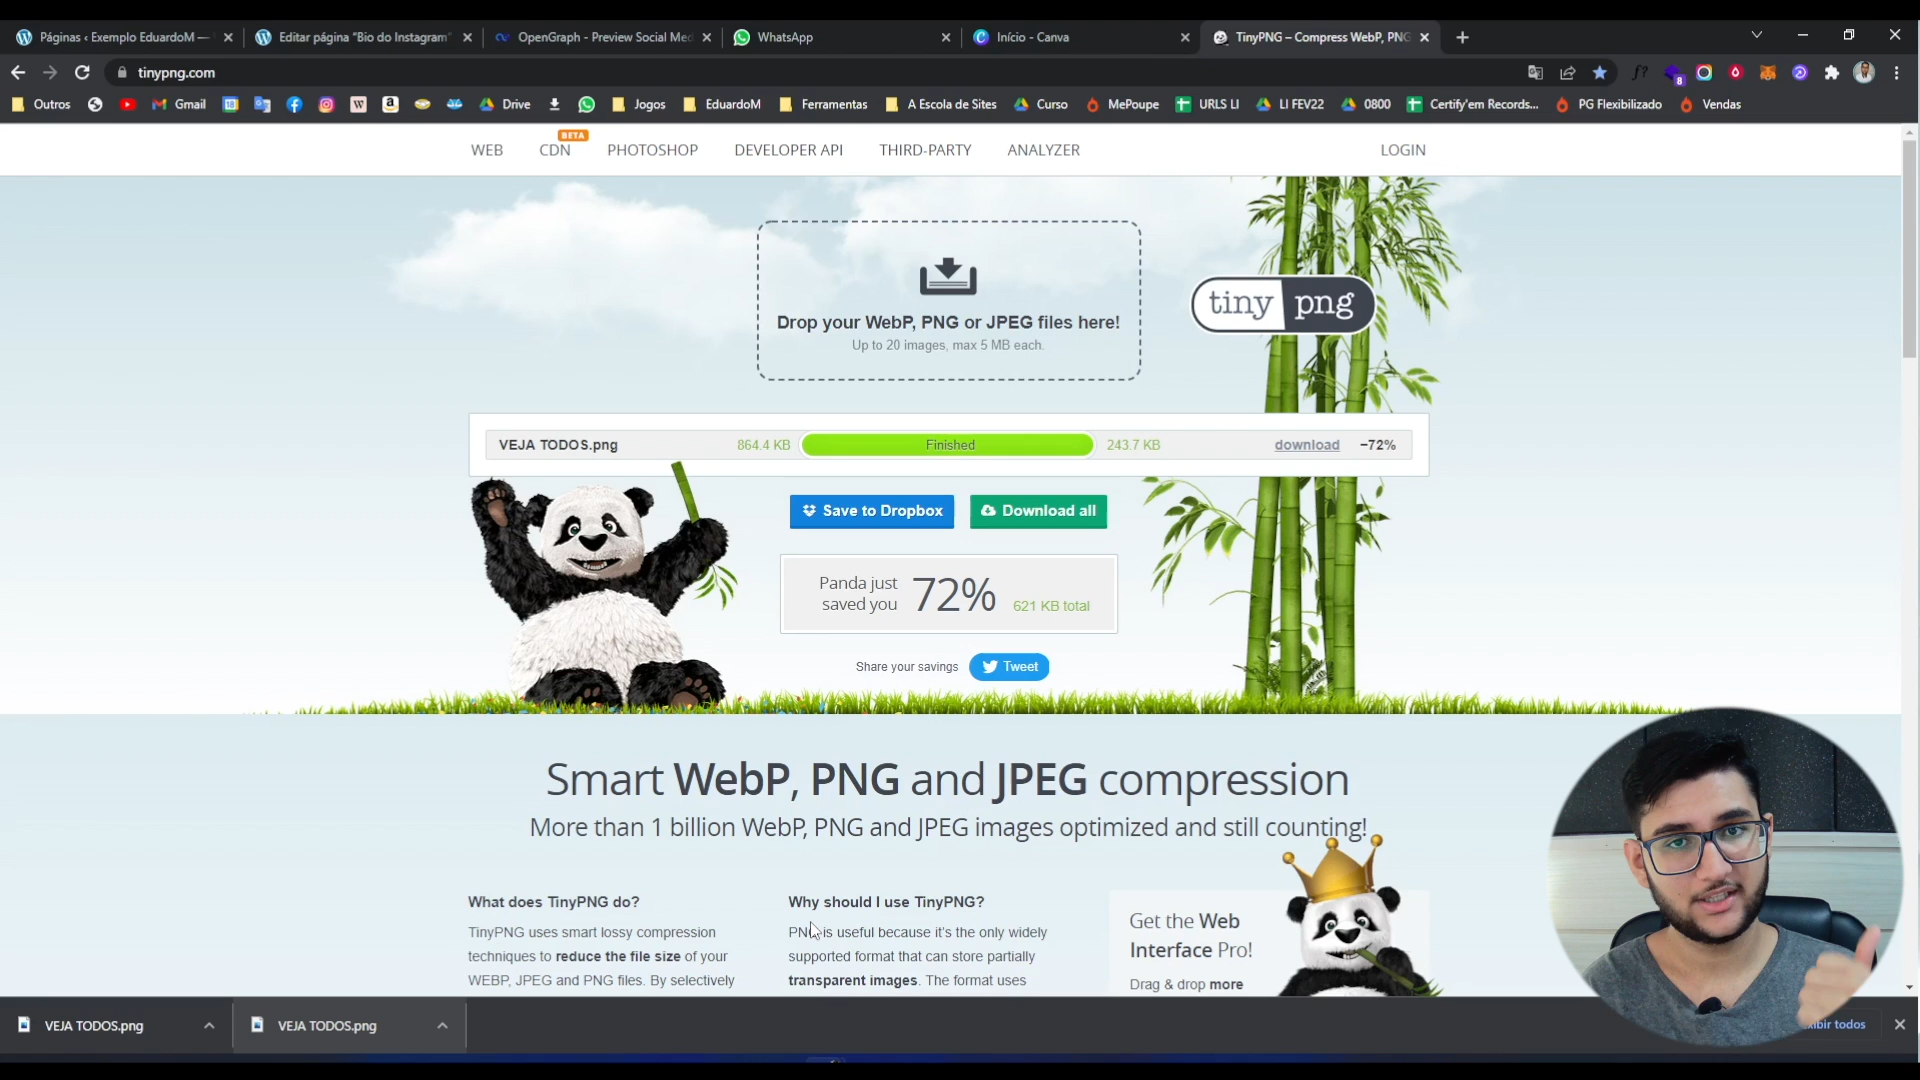 Páginas ‹ Exemplo EduardoM —
Editar página "Bio do Instagram"
OpenGraph - Preview Social Med
WhatsApp
Início - Canva
TinyPNG – Compress WebP, PNG
tinypng.com
8
Outros
Gmail
Drive
Jogos
EduardoM
Ferramentas
A Escola de Sites
Curso
MePoupe
URLS LI
LI FEV22
0800
Certify'em Records...
PG Flexibilizado
Vendas
WEB
BETA
CDN
PHOTOSHOP
DEVELOPER API
THIRD-PARTY
ANALYZER
LOGIN
Drop your WebP, PNG or JPEG files here!
Up to 20 images, max 5 MB each.
tiny png
VEJA TODOS.png
864.4 KB
Finished
243.7 KB
download
−72%
Save to Dropbox
Download all
Panda just
saved you
72%
621 KB total
Share your savings
Tweet
Smart WebP, PNG and JPEG compression
More than 1 billion WebP, PNG and JPEG images optimized and still counting!
What does TinyPNG do?
TinyPNG uses smart lossy compression
techniques to reduce the file size of your
WEBP, JPEG and PNG files. By selectively
Why should I use TinyPNG?
PNG is useful because it's the only widely
supported format that can store partially
transparent images. The format uses
Get the Web
Interface Pro!
Drag & drop more
VEJA TODOS.png
VEJA TODOS.png
todos